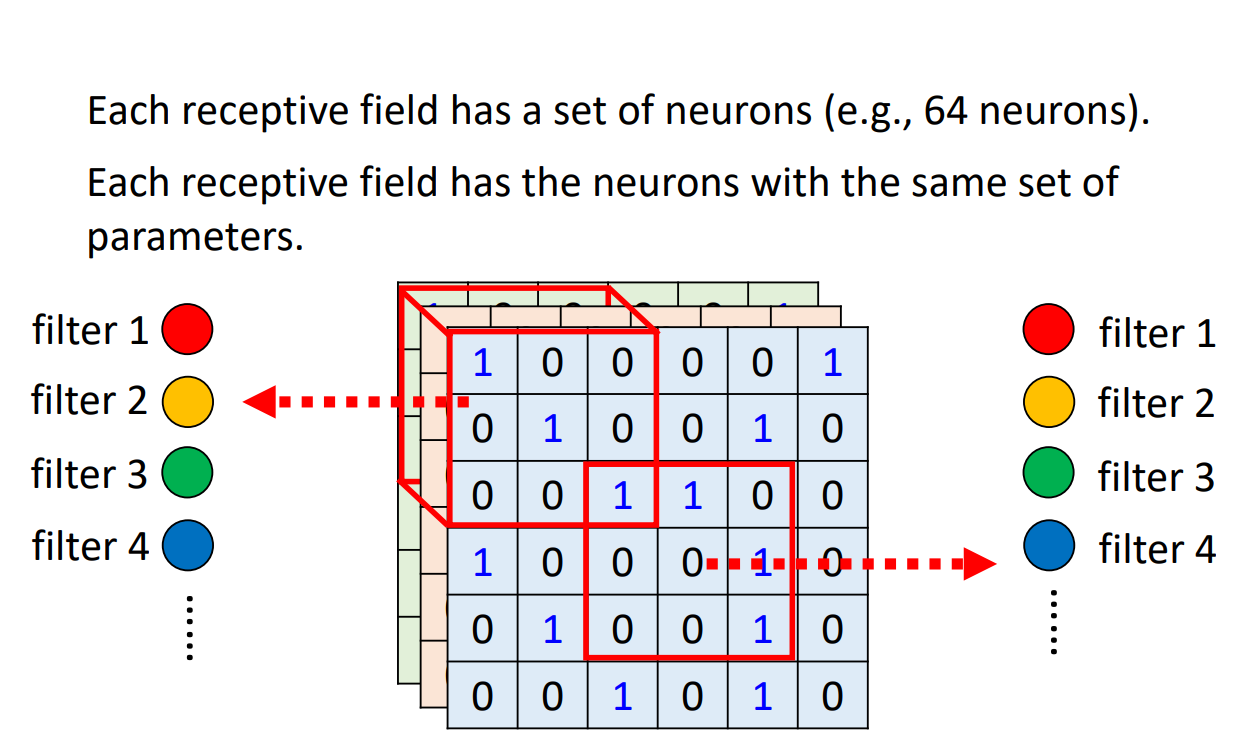 Each receptive field has a set of neurons (e.g., 64 neurons).
Each receptive field has the neurons with the same set of
parameters.
filter 1
filter 2
filter 3
filter 4
1 0 0 0 0 1
0 1 0 0 1 0
0 0 1 1 0 0
1 0 0 0 1 0
0 1 0 0 1 0
0 0 1 0 1 0
filter 1
filter 2
filter 3
filter 4